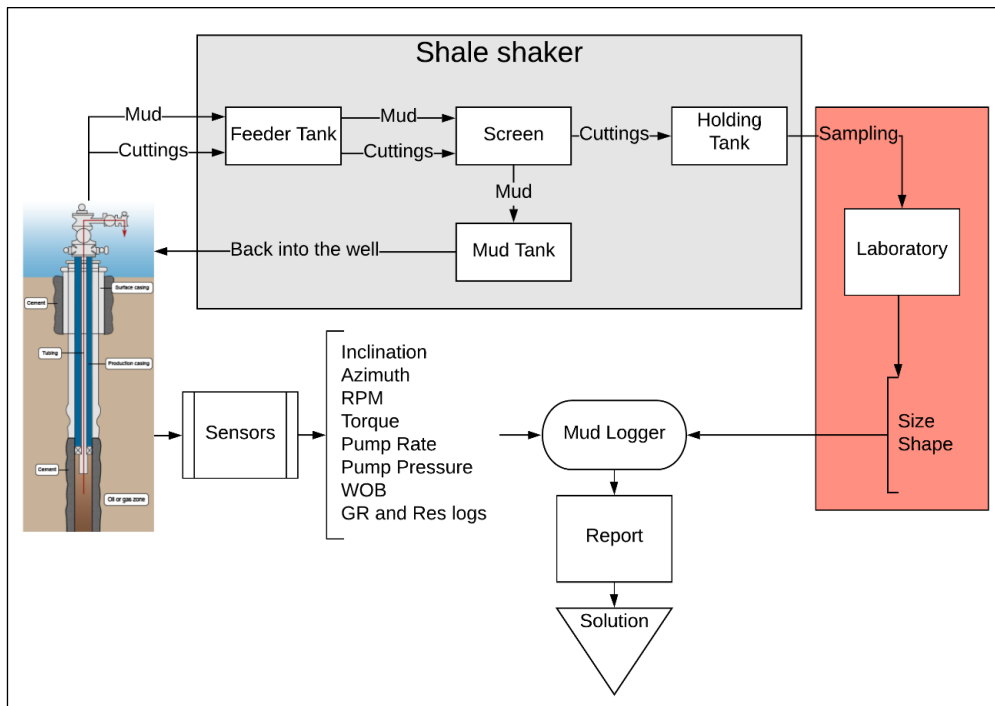 Shale shaker
Mud
Cuttings
Feeder Tank
Mud
Cuttings
Screen
Cuttings
Holding
Tank
Sampling
Mud
Back into the well
Mud Tank
Laboratory
Surface casing
Cement
Tubing
Production casing
Cement
Oil or gas zone
Sensors
Inclination
Azimuth
RPM
Torque
Pump Rate
Pump Pressure
WOB
GR and Res logs
Mud Logger
Size
Shape
Report
Solution